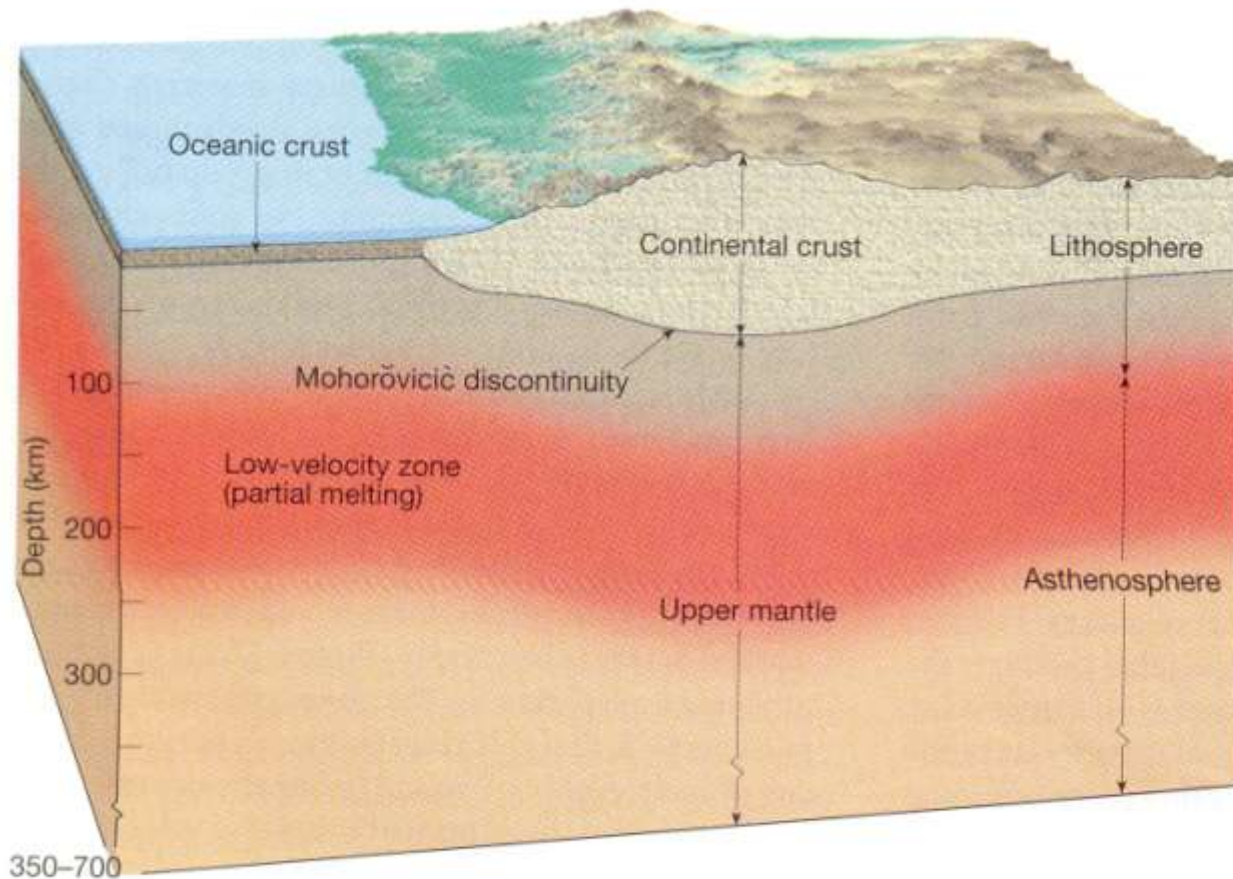 Oceanic crust
Continental crust
Lithosphere
Mohorŏvicič discontinuity
100
Low-velocity zone
(partial melting)
Depth (km)
200
Asthenosphere
Upper mantle
300
350–700